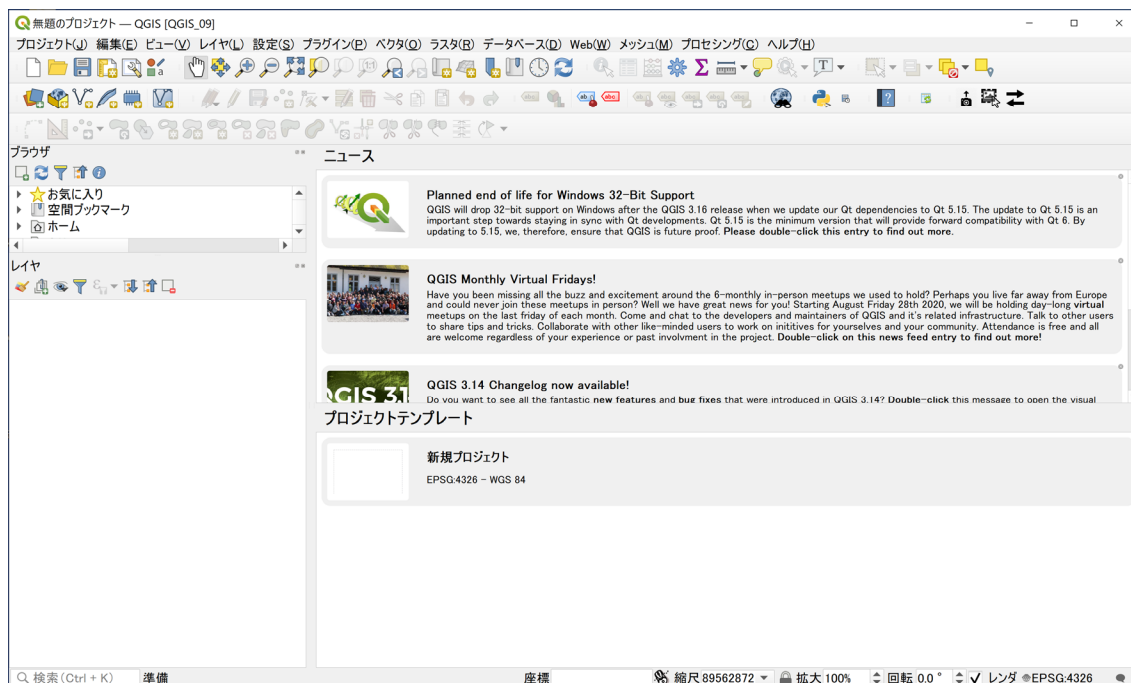 無題のプロジェクト — QGIS [QGIS_09]
プロジェクト(J) 編集(E) ビュー(V) レイヤ(L) 設定(S) プラグイン(P) ベクタ(O) ラスタ(R) データベース(D) Web(W) メッシュ(M) プロセシング(C) ヘルプ(H)
ブラウザ
お気に入り
空間ブックマーク
ホーム
レイヤ
ニュース
Planned end of life for Windows 32-Bit Support
QGIS will drop 32-bit support on Windows after the QGIS 3.16 release when we update our Qt dependencies to Qt 5.15. The update to Qt 5.15 is an
important step towards staying in sync with Qt developments. Qt 5.15 is the minimum version that will provide forward compatibility with Qt 6. By
updating to 5.15, we, therefore, ensure that QGIS is future proof. Please double-click this entry to find out more.
QGIS Monthly Virtual Fridays!
Have you been missing all the buzz and excitement around the 6-monthly in-person meetups we used to hold? Perhaps you live far away from Europe
and could never join these meetups in person? Well we have great news for you! Starting August Friday 28th 2020, we will be holding day-long virtual
meetups on the last friday of each month. Come and chat to the developers and maintainers of QGIS and it's related infrastructure. Talk to other users
to share tips and tricks. Collaborate with other like-minded users to work on inititives for yourselves and your community. Attendance is free and all
are welcome regardless of your experience or past involvment in the project. Double-click on this news feed entry to find out more!
QGIS 3.14 Changelog now available!
Do you want to see all the fantastic new features and bug fixes that were introduced in QGIS 3.14? Double-click this message to open the visual
プロジェクトテンプレート
新規プロジェクト
EPSG:4326 - WGS 84
検索(Ctrl + K) 準備 座標 縮尺 89562872 拡大 100% 回転 0.0 ° レンダ EPSG:4326